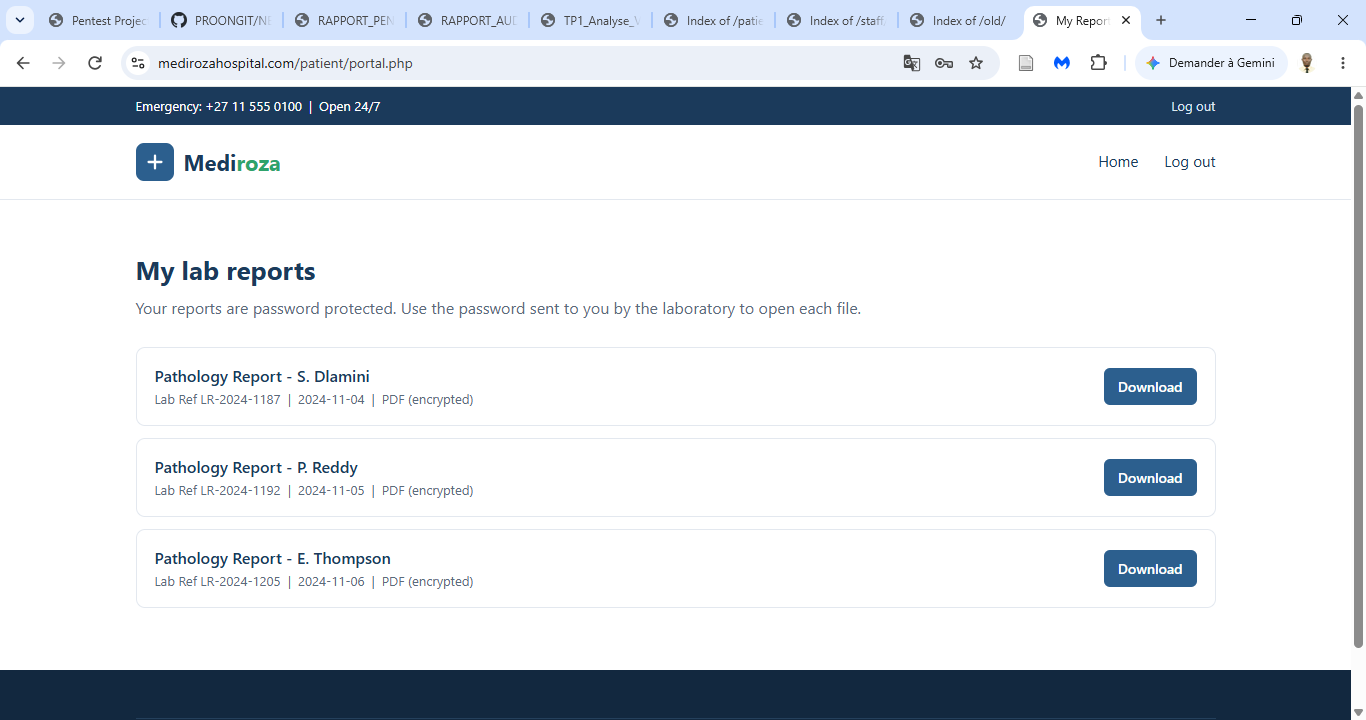 Pentest Projec
PROONGIT/NE
RAPPORT_PEN
RAPPORT_AUD
TP1_Analyse_V
Index of /patie
Index of /staff/
Index of /old/
My Repor
medirozahospital.com/patient/portal.php
Demander à Gemini
Emergency: +27 11 555 0100 | Open 24/7
Log out
Mediroza
Home
Log out
My lab reports
Your reports are password protected. Use the password sent to you by the laboratory to open each file.
Pathology Report - S. Dlamini
Lab Ref LR-2024-1187 | 2024-11-04 | PDF (encrypted)
Download
Pathology Report - P. Reddy
Lab Ref LR-2024-1192 | 2024-11-05 | PDF (encrypted)
Download
Pathology Report - E. Thompson
Lab Ref LR-2024-1205 | 2024-11-06 | PDF (encrypted)
Download